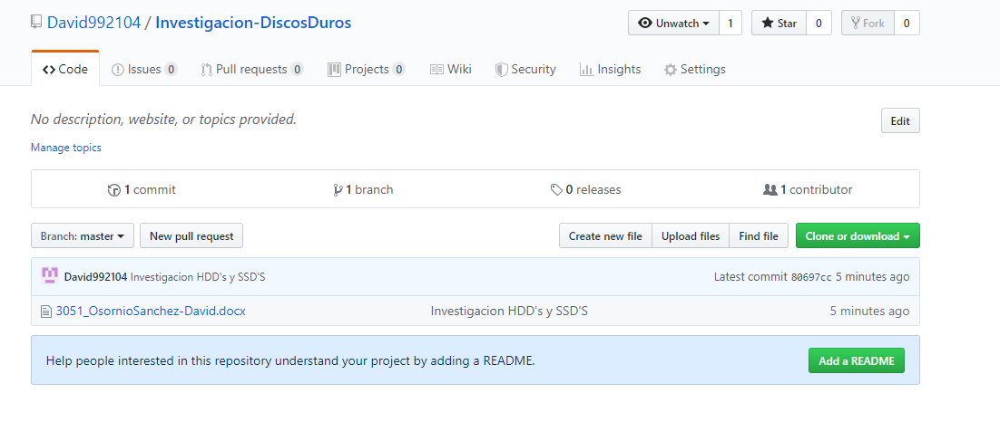 David992104 / Investigacion-DiscosDuros Unwatch 1 Star 0 Fork 0
Code Issues 0 Pull requests 0 Projects 0 Wiki Security Insights Settings
No description, website, or topics provided. Edit
Manage topics
1 commit 1 branch 0 releases 1 contributor
Branch: master New pull request Create new file Upload files Find file Clone or download
David992104 Investigacion HDD's y SSD'S Latest commit 80697cc 5 minutes ago
3051_OsornioSanchez-David.docx Investigacion HDD's y SSD'S 5 minutes ago
Help people interested in this repository understand your project by adding a README. Add a README